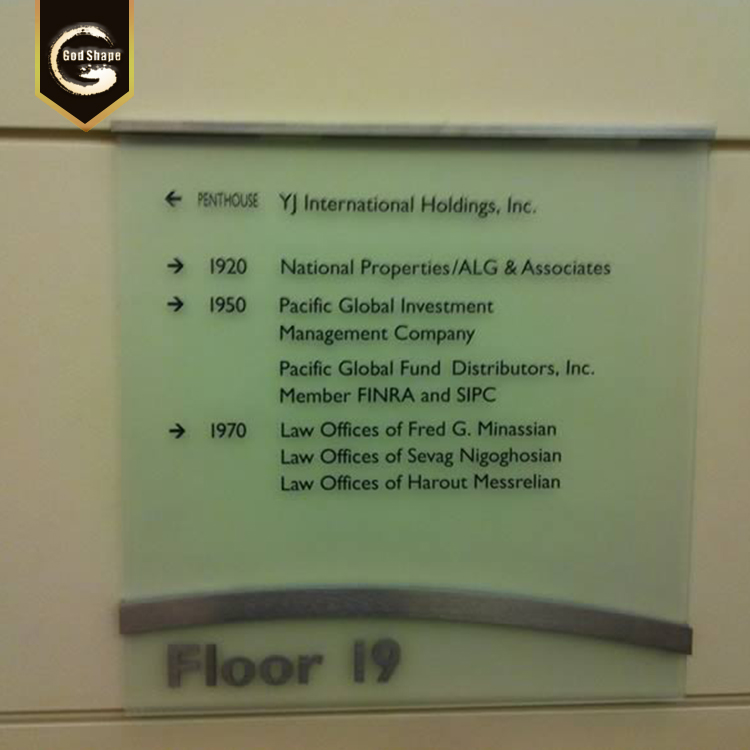 God Shape
← PENTHOUSE YJ International Holdings, Inc.
→ 1920 National Properties/ALG & Associates
→ 1950 Pacific Global Investment
Management Company
Pacific Global Fund Distributors, Inc.
Member FINRA and SIPC
→ 1970 Law Offices of Fred G. Minassian
Law Offices of Sevag Nigoghosian
Law Offices of Harout Messrelian
Floor 19